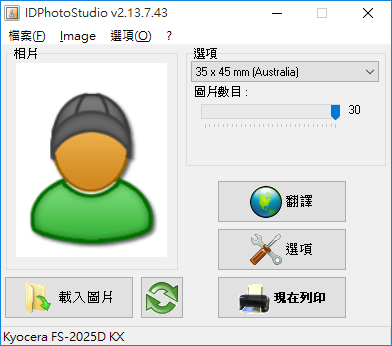 IDPhotoStudio v2.13.7.43
檔案(F) Image 選項(O) ?
相片
選項
35 x 45 mm (Australia)
圖片數目 :
30
翻譯
選項
載入圖片
現在列印
Kyocera FS-2025D KX